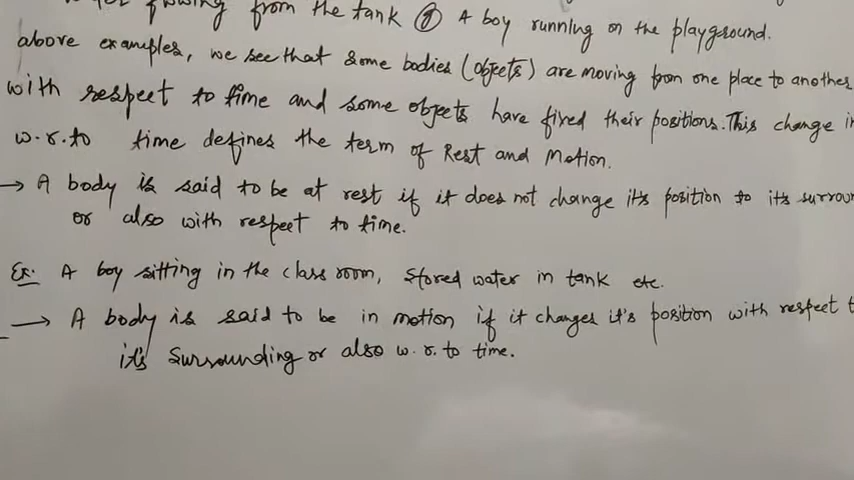 flowing from the tank ⑨ A boy running on the playground.
above examples, we see that some bodies (objects) are moving from one place to another
with respect to time and some objects have fixed their positions. This change in
w.r.to time defines the term of Rest and Motion.
→ A body is said to be at rest if it does not change it's position to it's surroun
or also with respect to time.
Ex: A boy sitting in the class room, stored water in tank etc.
→ A body is said to be in motion if it changes it's position with respect t
it's surrounding or also w.r.to time.